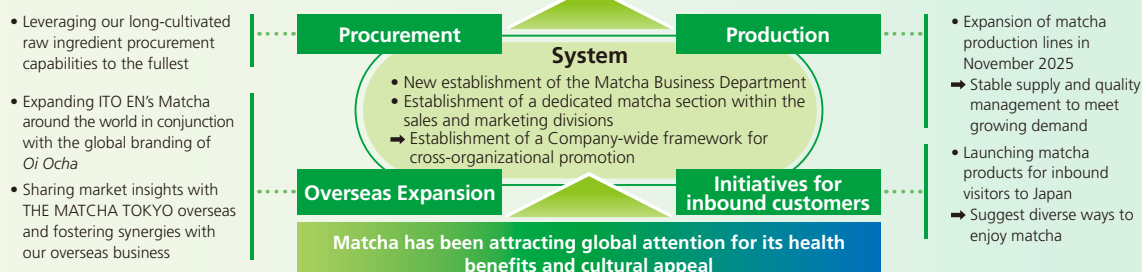 • Leveraging our long-cultivated
raw ingredient procurement
capabilities to the fullest
• Expanding ITO EN's Matcha
around the world in conjunction
with the global branding of
Oi Ocha
• Sharing market insights with
THE MATCHA TOKYO overseas
and fostering synergies with
our overseas business
Procurement
Production
System
• New establishment of the Matcha Business Department
• Establishment of a dedicated matcha section within the
sales and marketing divisions
➡ Establishment of a Company-wide framework for
cross-organizational promotion
Overseas Expansion
Initiatives for
inbound customers
Matcha has been attracting global attention for its health
benefits and cultural appeal
• Expansion of matcha
production lines in
November 2025
➡ Stable supply and quality
management to meet
growing demand
• Launching matcha
products for inbound
visitors to Japan
➡ Suggest diverse ways to
enjoy matcha